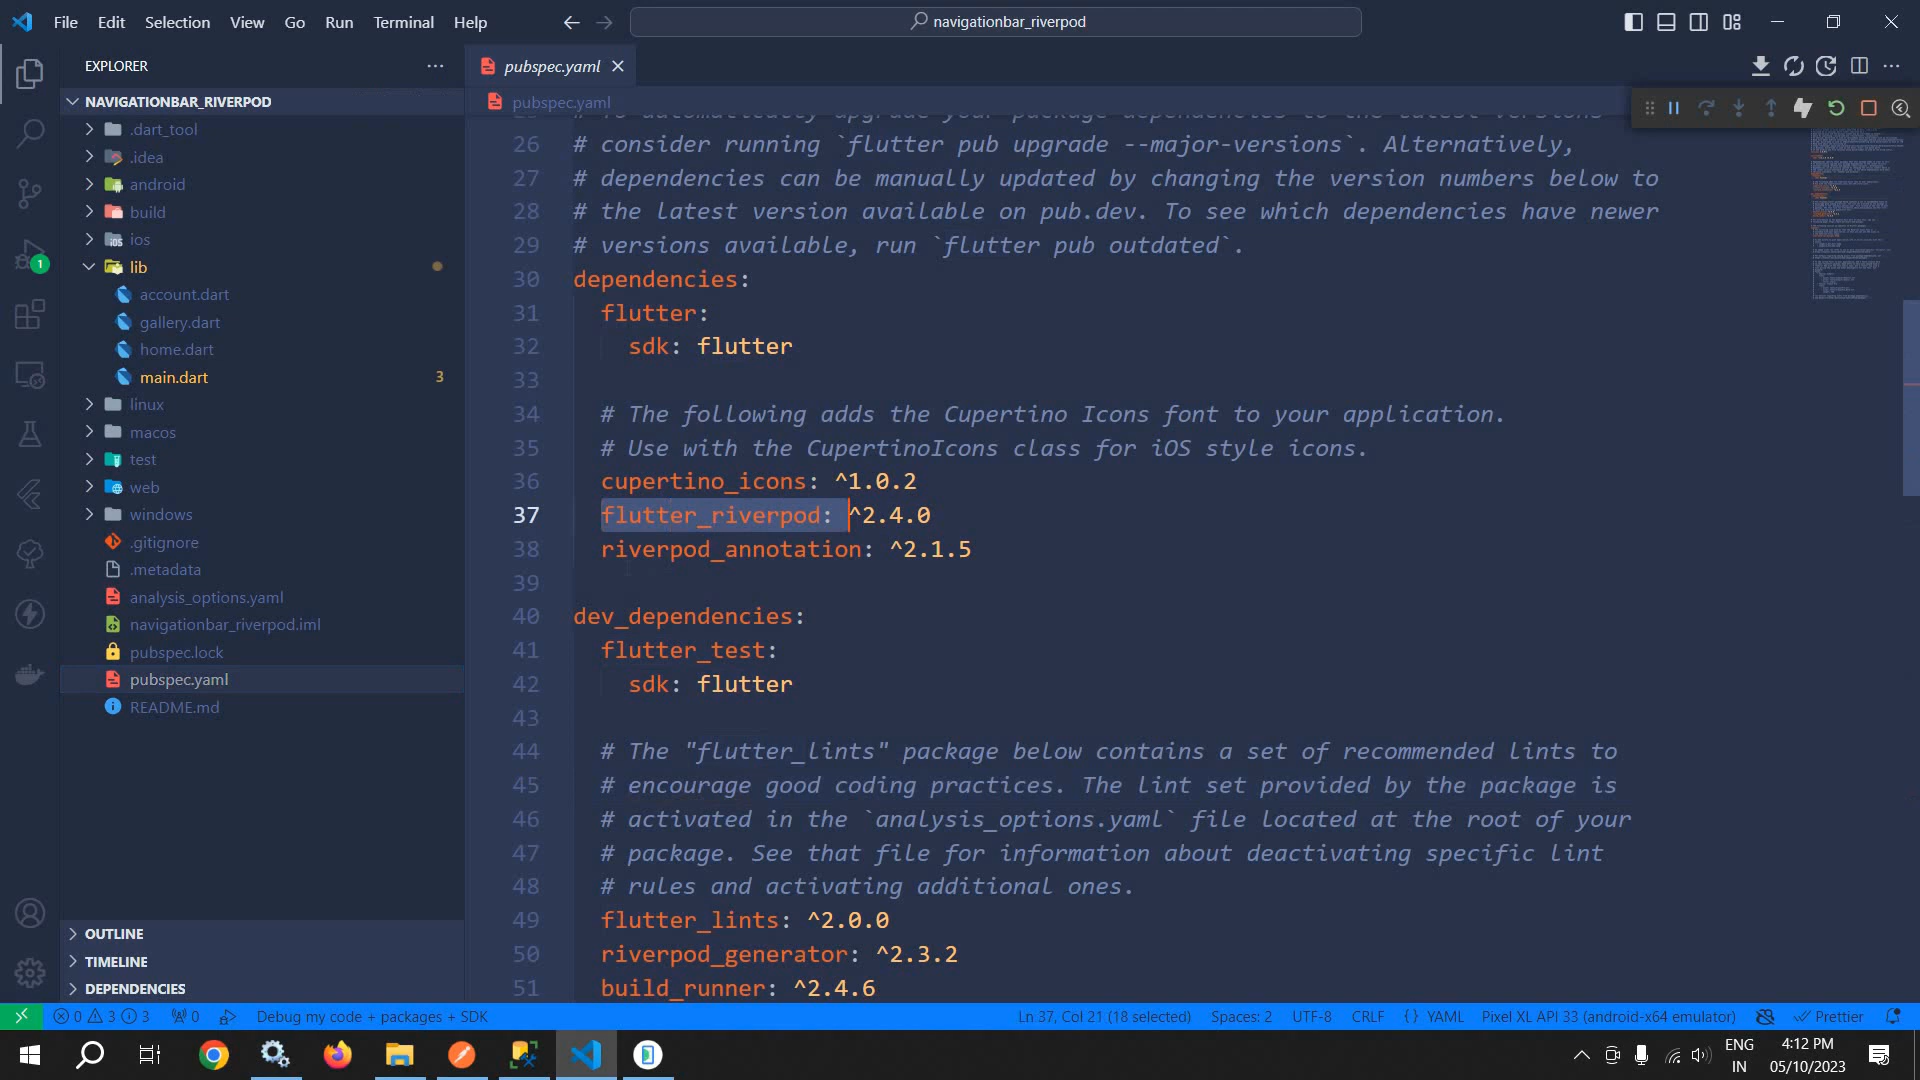 File Edit Selection View Go Run Terminal Help
navigationbar_riverpod
EXPLORER
pubspec.yaml
NAVIGATIONBAR_RIVERPOD
.dart_tool
.idea
android
build
ios
lib
account.dart
gallery.dart
home.dart
main.dart 3
linux
macos
test
web
windows
.gitignore
.metadata
analysis_options.yaml
navigationbar_riverpod.iml
pubspec.lock
pubspec.yaml
README.md
OUTLINE
TIMELINE
DEPENDENCIES
1
pubspec.yaml
# To automatically upgrade your package dependencies to the latest versions
26 # consider running `flutter pub upgrade --major-versions`. Alternatively,
27 # dependencies can be manually updated by changing the version numbers below to
28 # the latest version available on pub.dev. To see which dependencies have newer
29 # versions available, run `flutter pub outdated`.
30 dependencies:
31 flutter:
32 sdk: flutter
33
34 # The following adds the Cupertino Icons font to your application.
35 # Use with the CupertinoIcons class for iOS style icons.
36 cupertino_icons: ^1.0.2
37 flutter_riverpod: ^2.4.0
38 riverpod_annotation: ^2.1.5
39
40 dev_dependencies:
41 flutter_test:
42 sdk: flutter
43
44 # The "flutter_lints" package below contains a set of recommended lints to
45 # encourage good coding practices. The lint set provided by the package is
46 # activated in the `analysis_options.yaml` file located at the root of your
47 # package. See that file for information about deactivating specific lint
48 # rules and activating additional ones.
49 flutter_lints: ^2.0.0
50 riverpod_generator: ^2.3.2
51 build_runner: ^2.4.6
0 3 3 0 Debug my code + packages + SDK Ln 37, Col 21 (18 selected) Spaces: 2 UTF-8 CRLF {} YAML Pixel XL API 33 (android-x64 emulator) Prettier
ENG
IN
4:12 PM
05/10/2023